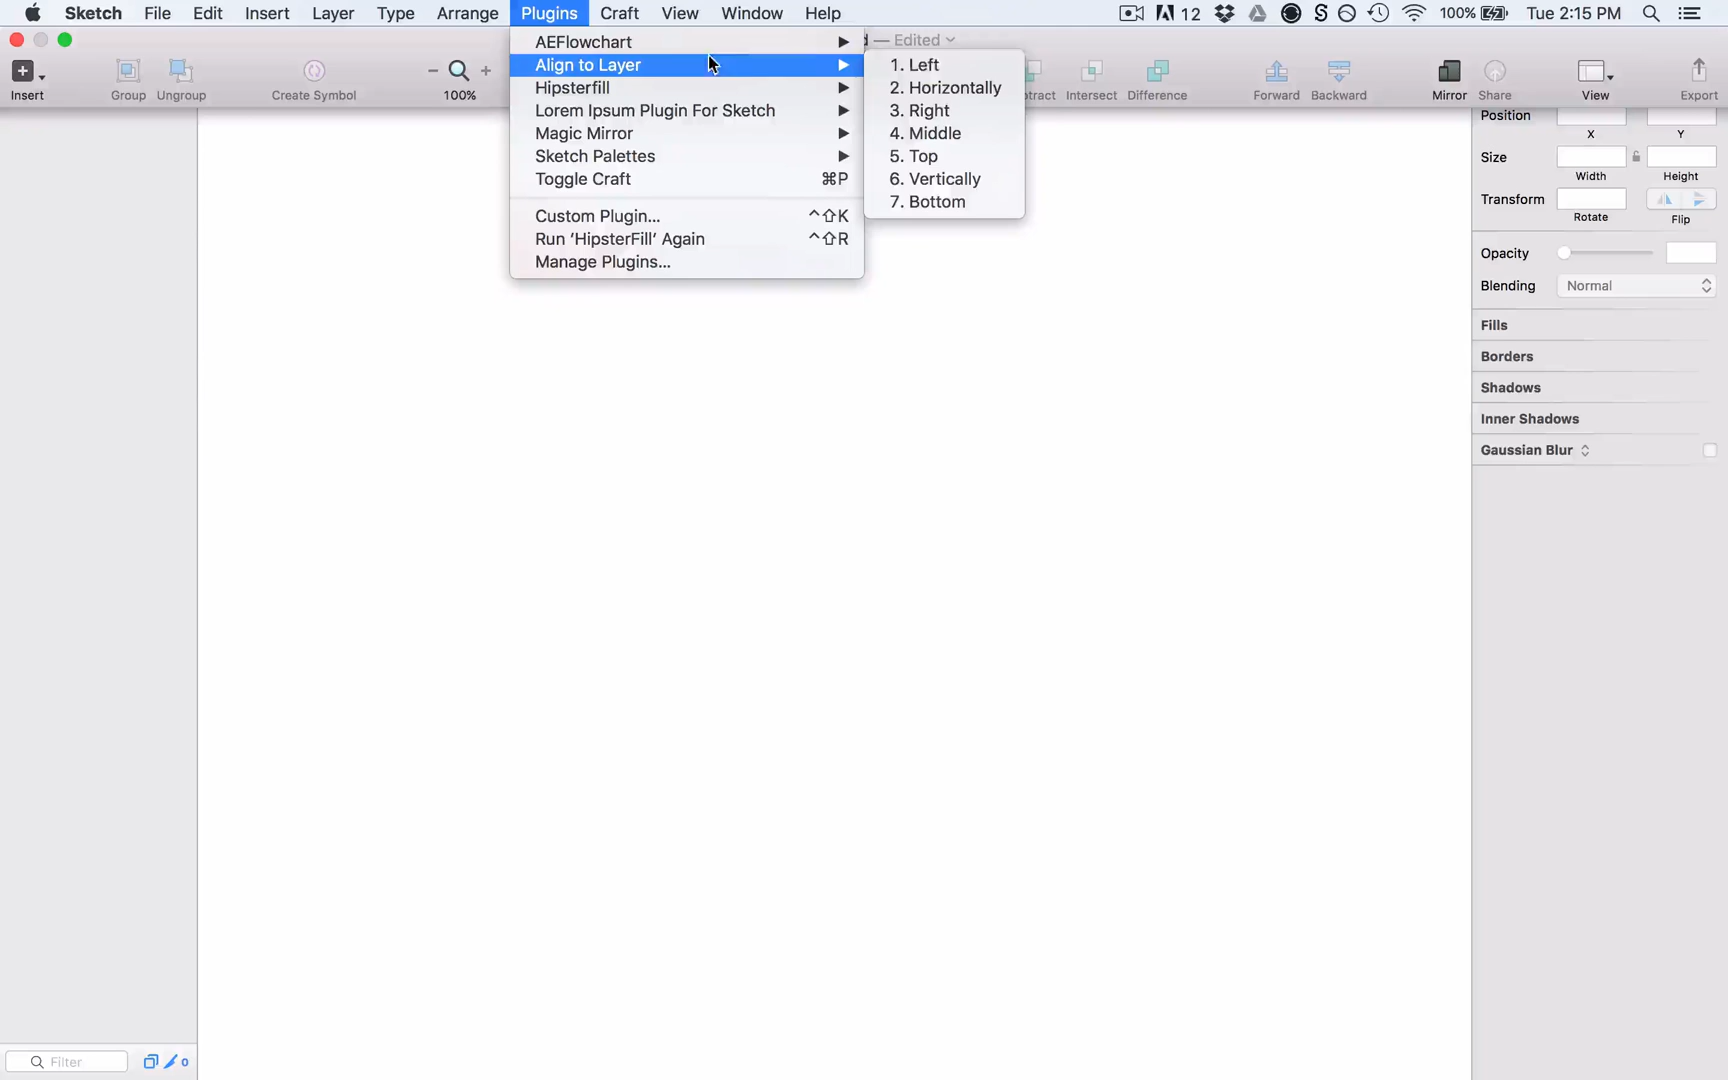 Sketch File Edit Insert Layer Type Arrange Plugins Craft View Window Help 12 100% Tue 2:15 PM
— Edited
Insert Group Ungroup Create Symbol 100% Intersect Difference Forward Backward Mirror Share View Export
AEFlowchart
Align to Layer
Hipsterfill
Lorem Ipsum Plugin For Sketch
Magic Mirror
Sketch Palettes
Toggle Craft ⌘P
Custom Plugin... ^⇧K
Run 'HipsterFill' Again ^⇧R
Manage Plugins...
1. Left
2. Horizontally
3. Right
4. Middle
5. Top
6. Vertically
7. Bottom
Position
X Y
Size
Width Height
Transform
Rotate Flip
Opacity
Blending Normal
Fills
Borders
Shadows
Inner Shadows
Gaussian Blur
Filter 0